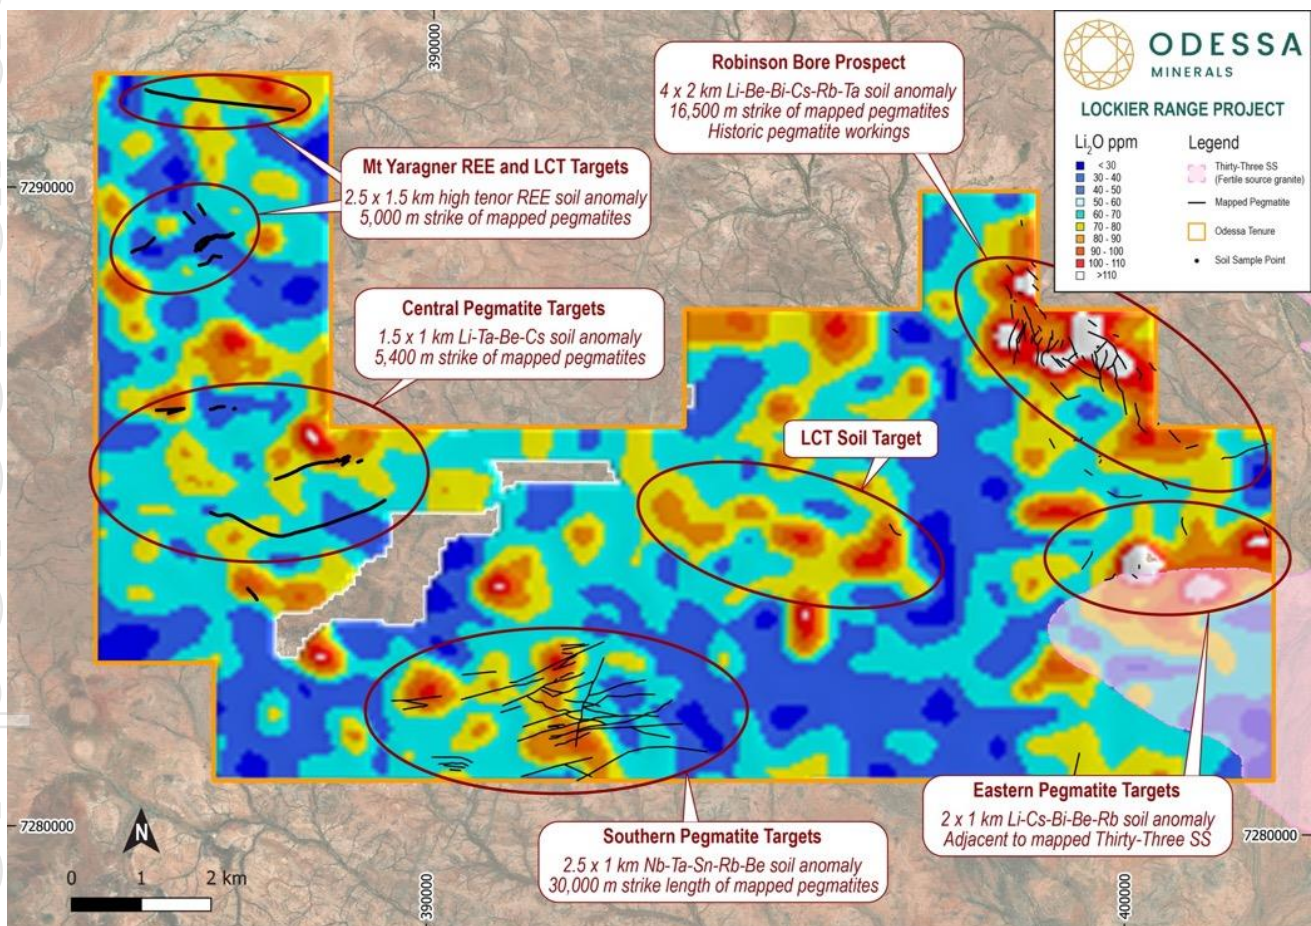 390000
ODESSA
MINERALS
LOCKIER RANGE PROJECT
Li2O ppm
< 30
30 - 40
40 - 50
50 - 60
60 - 70
70 - 80
80 - 90
90 - 100
100 - 110
>110
Legend
Thirty-Three SS
(Fertile source granite)
Mapped Pegmatite
Odessa Tenure
Soil Sample Point
Robinson Bore Prospect
4 x 2 km Li-Be-Bi-Cs-Rb-Ta soil anomaly
16,500 m strike of mapped pegmatites
Historic pegmatite workings
7290000
Mt Yaragner REE and LCT Targets
2.5 x 1.5 km high tenor REE soil anomaly
5,000 m strike of mapped pegmatites
Central Pegmatite Targets
1.5 x 1 km Li-Ta-Be-Cs soil anomaly
5,400 m strike of mapped pegmatites
LCT Soil Target
Eastern Pegmatite Targets
2 x 1 km Li-Cs-Bi-Be-Rb soil anomaly
Adjacent to mapped Thirty-Three SS
Southern Pegmatite Targets
2.5 x 1 km Nb-Ta-Sn-Rb-Be soil anomaly
30,000 m strike length of mapped pegmatites
7280000
7280000
N
0 1 2 km
390000
400000